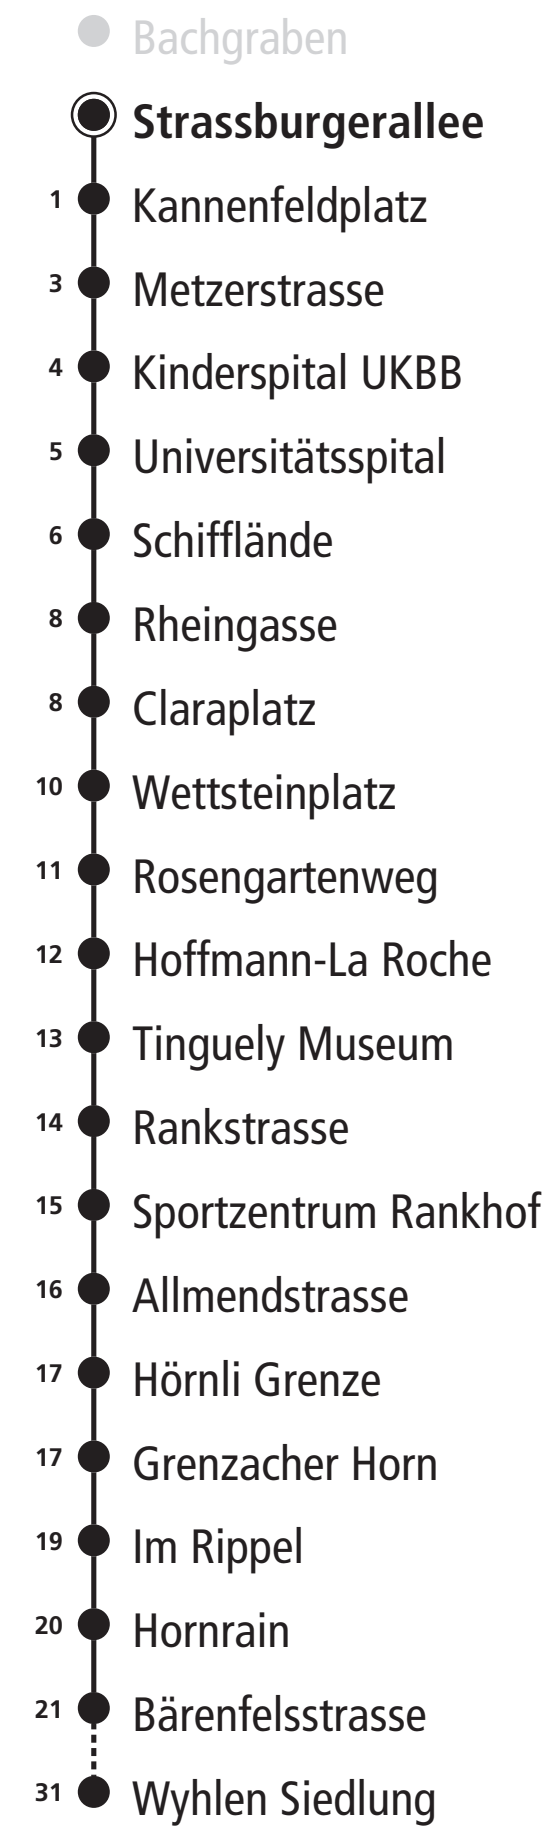 Bachgraben
Strassburgerallee
1 Kannenfeldplatz
3 Metzerstrasse
4 Kinderspital UKBB
5 Universitätsspital
6 Schifflände
8 Rheingasse
8 Claraplatz
10 Wettsteinplatz
11 Rosengartenweg
12 Hoffmann-La Roche
13 Tinguely Museum
14 Rankstrasse
15 Sportzentrum Rankhof
16 Allmendstrasse
17 Hörnli Grenze
17 Grenzacher Horn
19 Im Rippel
20 Hornrain
21 Bärenfelsstrasse
31 Wyhlen Siedlung